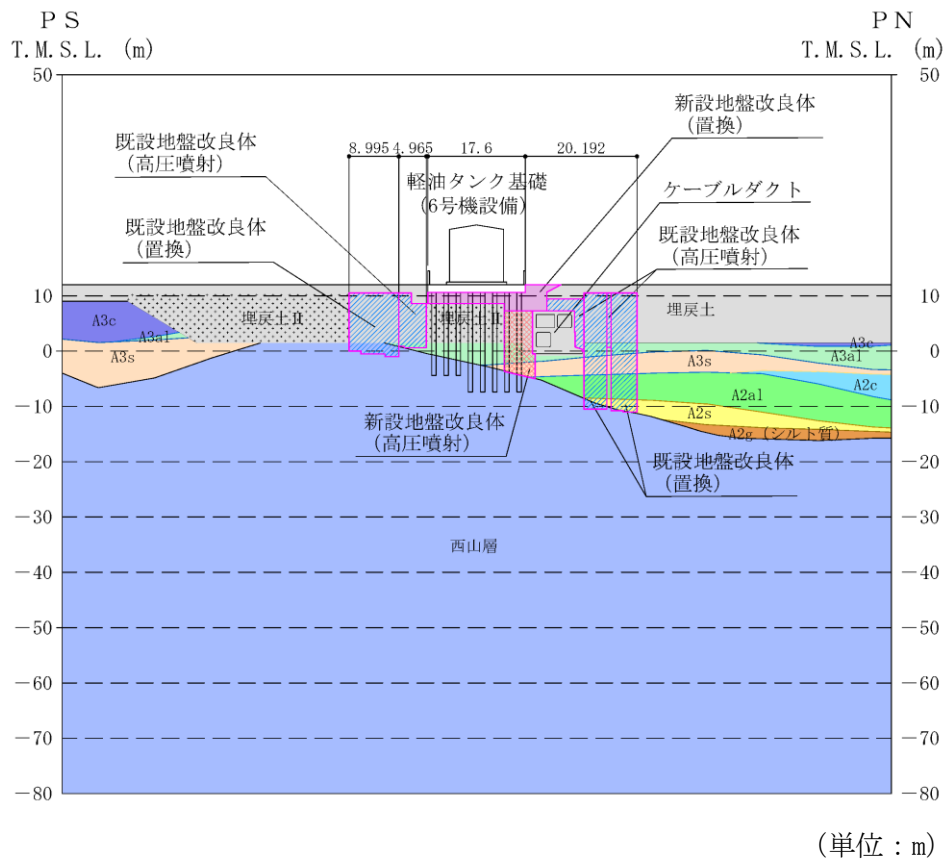 PS
T.M.S.L. (m)
PN
T.M.S.L. (m)
50
10
0
-10
-20
-30
-40
-50
-60
-70
-80
50
10
0
-10
-20
-30
-40
-50
-60
-70
-80
新設地盤改良体
(置換)
既設地盤改良体
(高圧噴射)
8.995
4.965
17.6
20.192
軽油タンク基礎
(6号機設備)
ケーブルダクト
既設地盤改良体
(置換)
既設地盤改良体
(高圧噴射)
A3c
A3al
A3s
埋戻土Ⅱ
埋戻土Ⅱ
埋戻土
A3c
A3al
A3s
A2c
A2al
A2s
A2g (シルト質)
新設地盤改良体
(高圧噴射)
既設地盤改良体
(置換)
西山層
(単位:m)